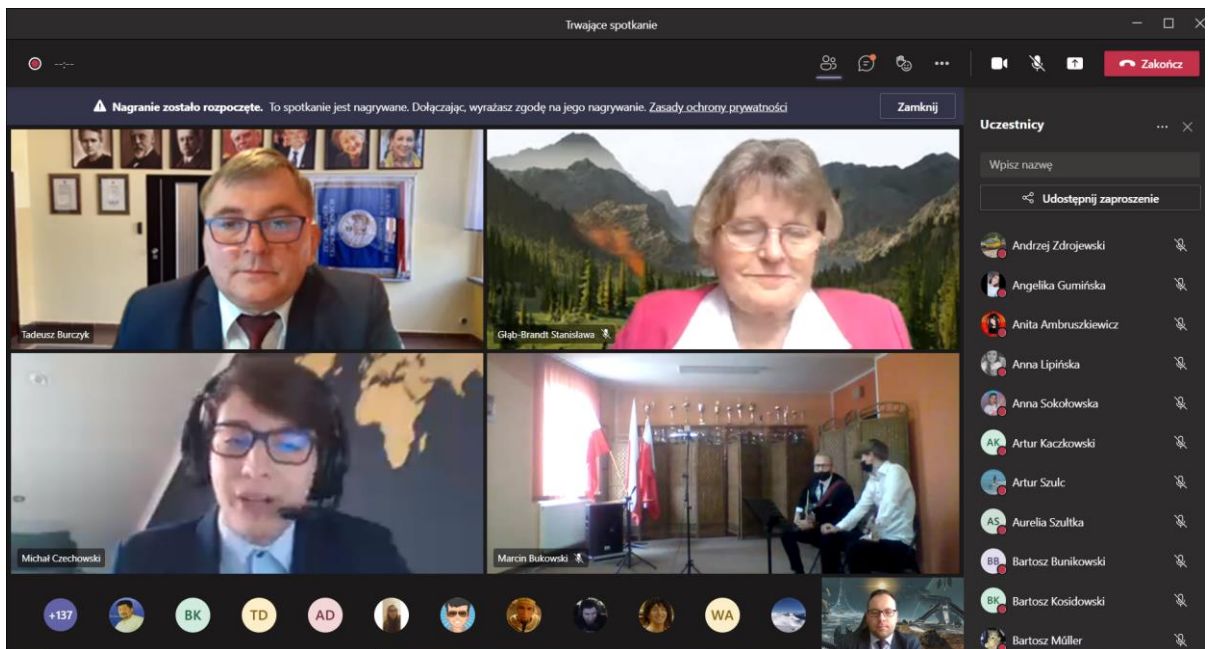 Trwające spotkanie
--:--
Zakończ
Nagranie zostało rozpoczęte. To spotkanie jest nagrywane. Dołączając, wyrażasz zgodę na jego nagrywanie. Zasady ochrony prywatności
Zamknij
Tadeusz Burczyk
Głąb-Brandt Stanisława
Michał Czechowski
Marcin Bukowski
+137
BK
TD
AD
WA
Uczestnicy
Wpisz nazwę
Udostępnij zaproszenie
Andrzej Zdrojewski
Angelika Gumińska
Anita Ambruszkiewicz
Anna Lipińska
Anna Sokołowska
AK Artur Kaczkowski
Artur Szulc
AS Aurelia Szultka
BB Bartosz Bunikowski
BK Bartosz Kosidowski
Bartosz Műller